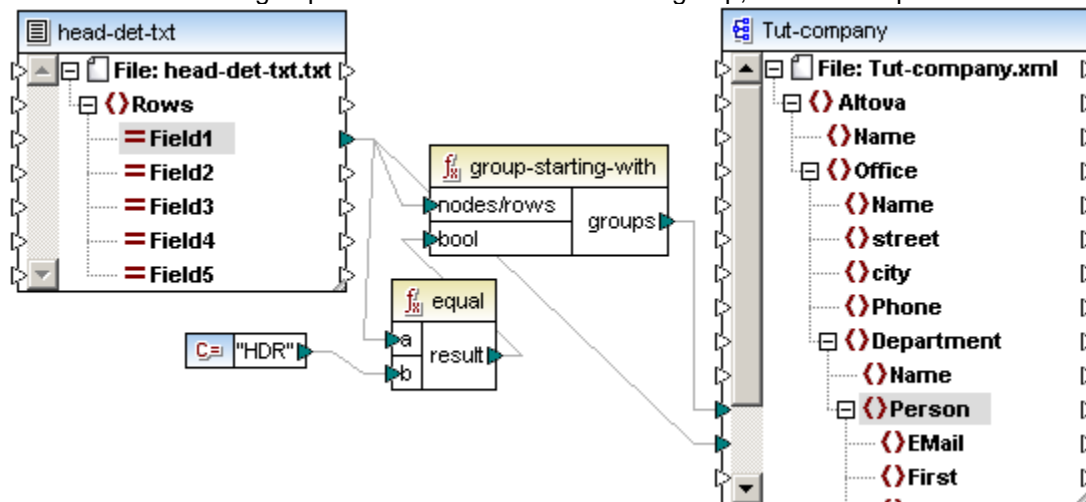 head-det-txt
File: head-det-txt.txt
Rows
Field1
Field2
Field3
Field4
Field5
group-starting-with
nodes/rows
bool
groups
equal
a
b
result
C= "HDR"
Tut-company
File: Tut-company.xml
Altova
Name
Office
Name
street
city
Phone
Department
Name
Person
EMail
First